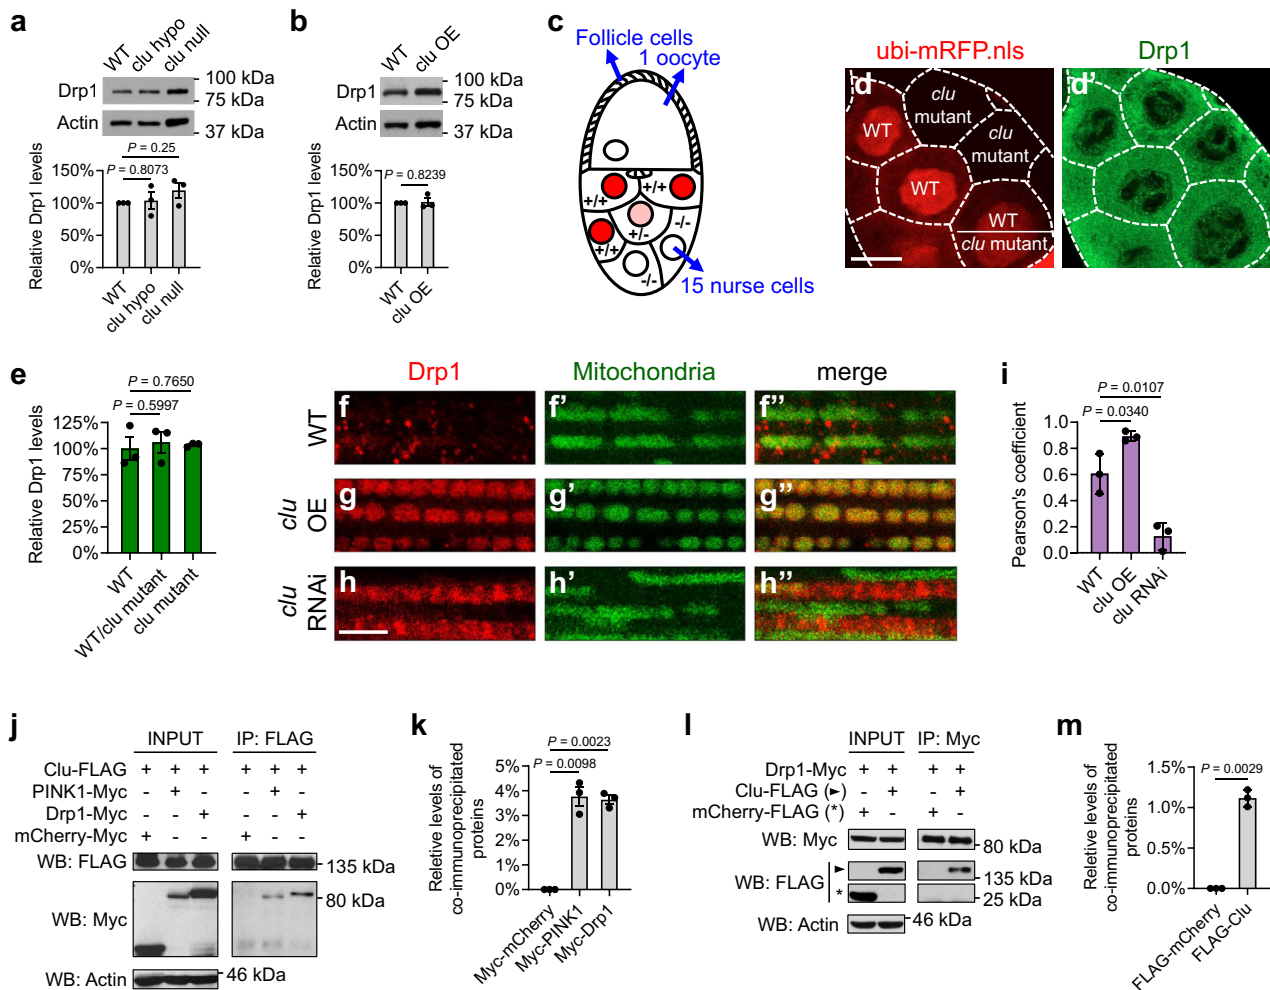 a
WT
clu hypo
clu null
Drp1
100 kDa
75 kDa
Actin
37 kDa
Relative Drp1 levels
150%
100%
50%
0%
P = 0.25
P = 0.8073
WT
clu hypo
clu null
b
WT
clu OE
Drp1
100 kDa
75 kDa
Actin
37 kDa
Relative Drp1 levels
150%
100%
50%
0%
P = 0.8239
WT
clu OE
c
Follicle cells
1 oocyte
+/+
+/+
+/+
+/-
-/-
-/-
15 nurse cells
ubi-mRFP.nls
Drp1
d
WT
clu
mutant
clu
mutant
WT
WT
clu mutant
d'
e
Relative Drp1 levels
125%
100%
75%
50%
25%
0%
P = 0.7650
P = 0.5997
WT
WT/clu mutant
clu mutant
Drp1
Mitochondria
merge
WT
f
f'
f"
clu
OE
g
g'
g"
clu
RNAi
h
h'
h"
i
Pearson's coefficient
1.0
0.8
0.6
0.4
0.2
0.0
P = 0.0107
P = 0.0340
WT
clu OE
clu RNAi
j
INPUT
IP: FLAG
Clu-FLAG + + + + + +
PINK1-Myc - + - - + -
Drp1-Myc - - + - - +
mCherry-Myc + - - + - -
WB: FLAG
135 kDa
WB: Myc
80 kDa
WB: Actin
46 kDa
k
Reletive levels of
co-immunoprecipitated
proteins
5%
4%
3%
2%
1%
0%
P = 0.0023
P = 0.0098
Myc-mCherry
Myc-PINK1
Myc-Drp1
l
INPUT
IP: Myc
Drp1-Myc + + + +
Clu-FLAG (►) - + - +
mCherry-FLAG (*) + - + -
WB: Myc
80 kDa
WB: FLAG
►
*
135 kDa
25 kDa
WB: Actin
46 kDa
m
Reletive levels of
co-immunoprecipitated
proteins
1.5%
1.0%
0.0%
P = 0.0029
FLAG-mCherry
FLAG-Clu